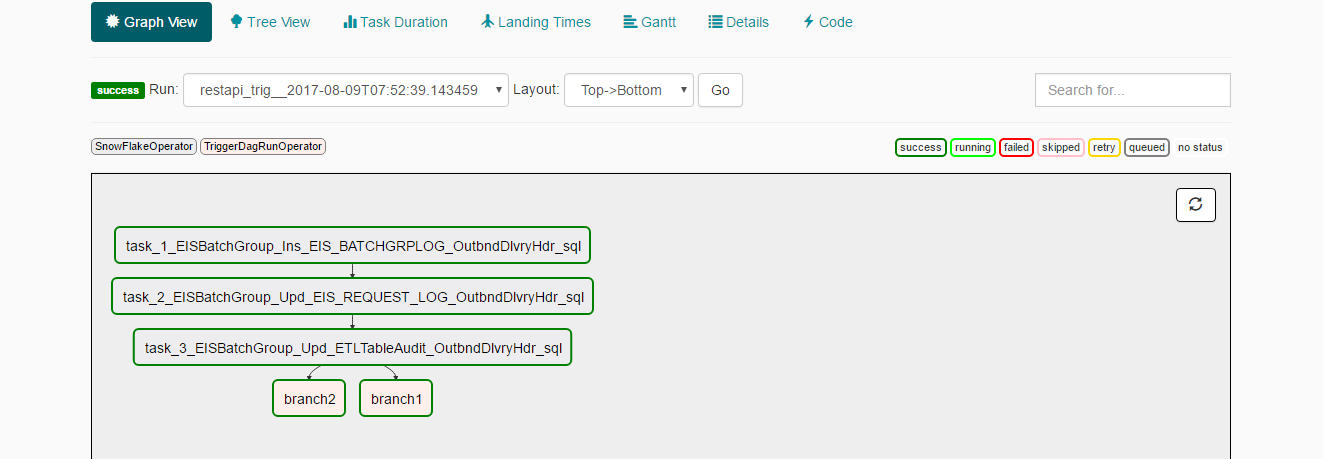 Graph View Tree View Task Duration Landing Times Gantt Details Code
success Run: restapi_trig__2017-08-09T07:52:39.143459 Layout: Top->Bottom Go Search for...
SnowFlakeOperator TriggerDagRunOperator success running failed skipped retry queued no status
task_1_EISBatchGroup_Ins_EIS_BATCHGRPLOG_OutbndDlvryHdr_sql
task_2_EISBatchGroup_Upd_EIS_REQUEST_LOG_OutbndDlvryHdr_sql
task_3_EISBatchGroup_Upd_ETLTableAudit_OutbndDlvryHdr_sql
branch2 branch1